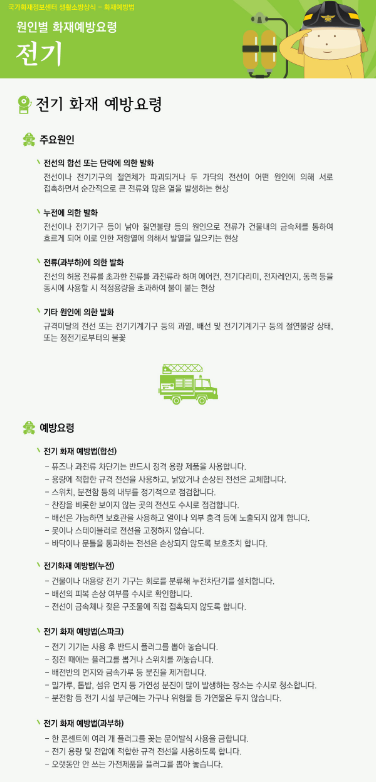 국가화재정보센터 생활소방상식 - 화재예방법
원인별 화재예방요령
전기
전기 화재 예방요령
주요원인
전선의 합선 또는 단락에 의한 발화
전선이나 전기기구의 절연체가 파괴되거나 두 가닥의 전선이 어떤 원인에 의해 서로
접촉하면서 순간적으로 큰 전류와 많은 열을 발생하는 현상
누전에 의한 발화
전선이나 전기기구 등이 낡아 절연불량 등의 원인으로 전류가 건물내의 금속체를 통하여
흐르게 되어 이로 인한 저항열에 의해서 발열을 일으키는 현상
전류(과부하)에 의한 발화
전선의 허용 전류를 초과한 전류를 과전류라 하며 에어컨, 전기다리미, 전자레인지, 동력 등을
동시에 사용할 시 적정용량을 초과하여 불이 붙는 현상
기타 원인에 의한 발화
규격미달의 전선 또는 전기기계기구 등의 과열, 배선 및 전기기계기구 등의 절연불량 상태,
또는 정전기로부터의 불꽃
예방요령
전기 화재 예방법(합선)
- 퓨즈나 과전류 차단기는 반드시 정격 용량 제품을 사용합니다.
- 용량에 적합한 규격 전선을 사용하고, 낡았거나 손상된 전선은 교체합니다.
- 스위치, 분전함 등의 내부를 정기적으로 점검합니다.
- 천장을 비롯한 보이지 않는 곳의 전선도 수시로 점검합니다.
- 배선은 가능하면 보호관을 사용하고 열이나 외부 충격 등에 노출되지 않게 합니다.
- 못이나 스테이플러로 전선을 고정하지 않습니다.
- 바닥이나 문틀을 통과하는 전선은 손상되지 않도록 보호조치 합니다.
전기화재 예방법(누전)
- 건물이나 대용량 전기 기구는 회로를 분류해 누전차단기를 설치합니다.
- 배선의 피복 손상 여부를 수시로 확인합니다.
- 전선이 금속체나 젖은 구조물에 직접 접촉되지 않도록 합니다.
전기 화재 예방법(스파크)
- 전기 기기는 사용 후 반드시 플러그를 뽑아 놓습니다.
- 정전 때에는 플러그를 뽑거나 스위치를 꺼놓습니다.
- 배전반의 먼지와 금속가루 등 분진을 제거합니다.
- 밀가루, 톱밥, 섬유 먼지 등 가연성 분진이 많이 발생하는 장소는 수시로 청소합니다.
- 분전함 등 전기 시설 부근에는 가구나 위험물 등 가연물은 두지 않습니다.
전기 화재 예방법(과부하)
- 한 콘센트에 여러 개 플러그를 꽂는 문어발식 사용을 금합니다.
- 전기 용량 및 전압에 적합한 규격 전선을 사용하도록 합니다.
- 오랫동안 안 쓰는 가전제품을 플러그를 뽑아 놓습니다.